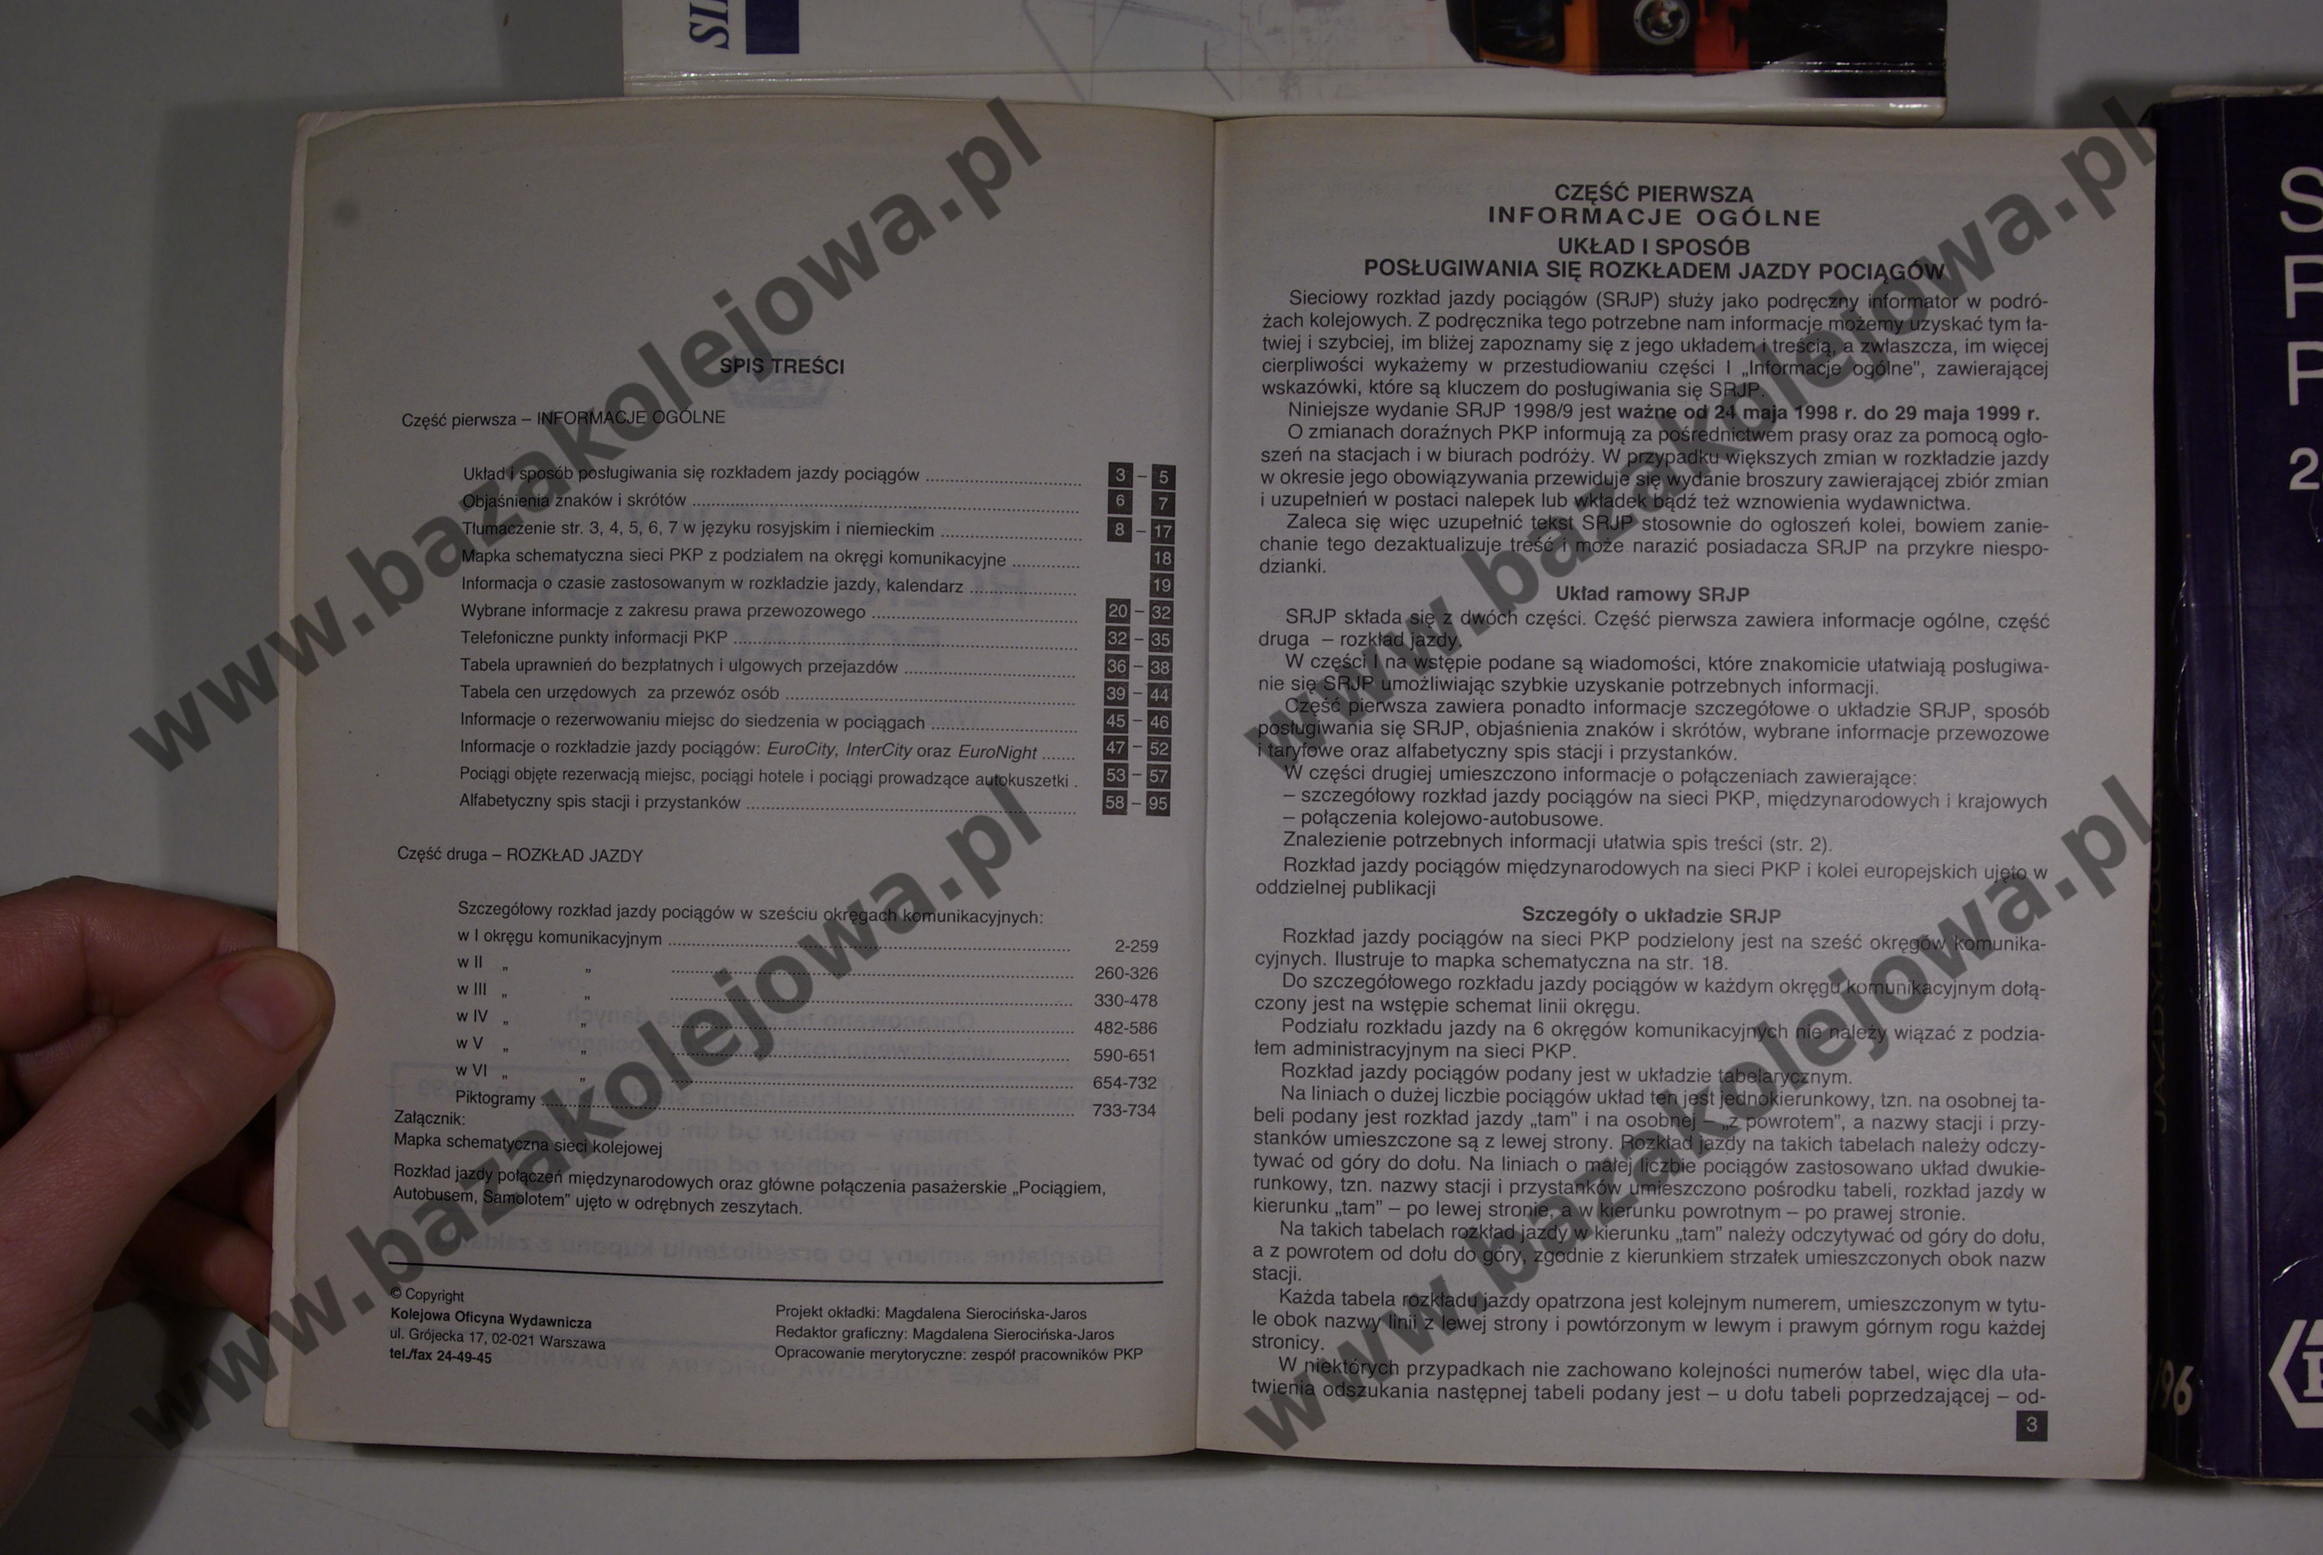 SPIS TREŚCI
Część pierwsza – INFORMACJE OGÓLNE
Układ i sposób posługiwania się rozkładem jazdy pociągów 3 – 5
Objaśnienia znaków i skrótów 6 7
Tłumaczenie str. 3, 4, 5, 6, 7 w języku rosyjskim i niemieckim 8 – 17
Mapka schematyczna sieci PKP z podziałem na okręgi komunikacyjne 18
Informacja o czasie zastosowanym w rozkładzie jazdy, kalendarz 19
Wybrane informacje z zakresu prawa przewozowego 20 – 32
Telefoniczne punkty informacji PKP 32 – 35
Tabela uprawnień do bezpłatnych i ulgowych przejazdów 36 – 38
Tabela cen urzędowych za przewóz osób 39 – 44
Informacje o rezerwowaniu miejsc do siedzenia w pociągach 45 – 46
Informacje o rozkładzie jazdy pociągów: EuroCity, InterCity oraz EuroNight 47 – 52
Pociągi objęte rezerwacją miejsc, pociągi hotele i pociągi prowadzące autokuszetki . 53 – 57
Alfabetyczny spis stacji i przystanków 58 – 95
Część druga – ROZKŁAD JAZDY
Szczegółowy rozkład jazdy pociągów w sześciu okręgach komunikacyjnych:
w I okręgu komunikacyjnym 2-259
w II „ „ 260-326
w III „ „ 330-478
w IV „ „ 482-586
w V „ „ 590-651
w VI „ „ 654-732
Piktogramy 733-734
Załącznik:
Mapka schematyczna sieci kolejowej
Rozkład jazdy połączeń międzynarodowych oraz główne połączenia pasażerskie „Pociągiem,
Autobusem, Samolotem" ujęto w odrębnych zeszytach.
© Copyright
Kolejowa Oficyna Wydawnicza
ul. Grójecka 17, 02-021 Warszawa
tel./fax 24-49-45
Projekt okładki: Magdalena Sierocińska-Jaros
Redaktor graficzny: Magdalena Sierocińska-Jaros
Opracowanie merytoryczne: zespół pracowników PKP
CZĘŚĆ PIERWSZA
INFORMACJE OGÓLNE
UKŁAD I SPOSÓB
POSŁUGIWANIA SIĘ ROZKŁADEM JAZDY POCIĄGÓW
Sieciowy rozkład jazdy pociągów (SRJP) służy jako podręczny informator w podró-
żach kolejowych. Z podręcznika tego potrzebne nam informacje możemy uzyskać tym ła-
twiej i szybciej, im bliżej zapoznamy się z jego układem i treścią, a zwłaszcza, im więcej
cierpliwości wykażemy w przestudiowaniu części I „Informacje ogólne", zawierającej
wskazówki, które są kluczem do posługiwania się SRJP.
Niniejsze wydanie SRJP 1998/9 jest ważne od 24 maja 1998 r. do 29 maja 1999 r.
O zmianach doraźnych PKP informują za pośrednictwem prasy oraz za pomocą ogło-
szeń na stacjach i w biurach podróży. W przypadku większych zmian w rozkładzie jazdy
w okresie jego obowiązywania przewiduje się wydanie broszury zawierającej zbiór zmian
i uzupełnień w postaci nalepek lub wkładek bądź też wznowienia wydawnictwa.
Zaleca się więc uzupełnić tekst SRJP stosownie do ogłoszeń kolei, bowiem zanie-
chanie tego dezaktualizuje treść i może narazić posiadacza SRJP na przykre niespo-
dzianki.
Układ ramowy SRJP
SRJP składa się z dwóch części. Część pierwsza zawiera informacje ogólne, część
druga – rozkład jazdy
W części I na wstępie podane są wiadomości, które znakomicie ułatwiają posługiwa-
nie się SRJP umożliwiając szybkie uzyskanie potrzebnych informacji.
Część pierwsza zawiera ponadto informacje szczegółowe o układzie SRJP, sposób
posługiwania się SRJP, objaśnienia znaków i skrótów, wybrane informacje przewozowe
i taryfowe oraz alfabetyczny spis stacji i przystanków.
W części drugiej umieszczono informacje o połączeniach zawierające:
– szczegółowy rozkład jazdy pociągów na sieci PKP, międzynarodowych i krajowych
– połączenia kolejowo-autobusowe.
Znalezienie potrzebnych informacji ułatwia spis treści (str. 2).
Rozkład jazdy pociągów międzynarodowych na sieci PKP i kolei europejskich ujęto w
oddzielnej publikacji
Szczegóły o układzie SRJP
Rozkład jazdy pociągów na sieci PKP podzielony jest na sześć okręgów komunika-
cyjnych. Ilustruje to mapka schematyczna na str. 18.
Do szczegółowego rozkładu jazdy pociągów w każdym okręgu komunikacyjnym dołą-
czony jest na wstępie schemat linii okręgu.
Podziału rozkładu jazdy na 6 okręgów komunikacyjnych nie należy wiązać z podzia-
łem administracyjnym na sieci PKP.
Rozkład jazdy pociągów podany jest w układzie tabelarycznym.
Na liniach o dużej liczbie pociągów układ ten jest jednokierunkowy, tzn. na osobnej ta-
beli podany jest rozkład jazdy „tam" i na osobnej – „z powrotem", a nazwy stacji i przy-
stanków umieszczone są z lewej strony. Rozkład jazdy na takich tabelach należy odczy-
tywać od góry do dołu. Na liniach o małej liczbie pociągów zastosowano układ dwukie-
runkowy, tzn. nazwy stacji i przystanków umieszczono pośrodku tabeli, rozkład jazdy w
kierunku „tam" – po lewej stronie, a w kierunku powrotnym – po prawej stronie.
Na takich tabelach rozkład jazdy w kierunku „tam" należy odczytywać od góry do dołu,
a z powrotem od dołu do góry, zgodnie z kierunkiem strzałek umieszczonych obok nazw
stacji.
Każda tabela rozkładu jazdy opatrzona jest kolejnym numerem, umieszczonym w tytu-
le obok nazwy linii z lewej strony i powtórzonym w lewym i prawym górnym rogu każdej
stronicy.
W niektórych przypadkach nie zachowano kolejności numerów tabel, więc dla uła-
twienia odszukania następnej tabeli podany jest – u dołu tabeli poprzedzającej – od-
3
www.bazakolejowa.pl
www.bazakolejowa.pl
www.bazakolejowa.pl
www.bazakolejowa.pl